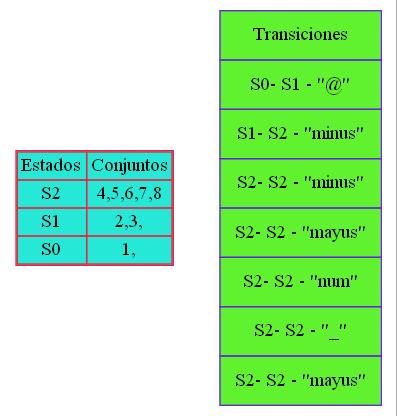 Estados Conjuntos
S2 4,5,6,7,8
S1 2,3,
S0 1,
Transiciones
S0- S1 - "@"
S1- S2 - "minus"
S2- S2 - "minus"
S2- S2 - "mayus"
S2- S2 - "num"
S2- S2 - "_"
S2- S2 - "mayus"